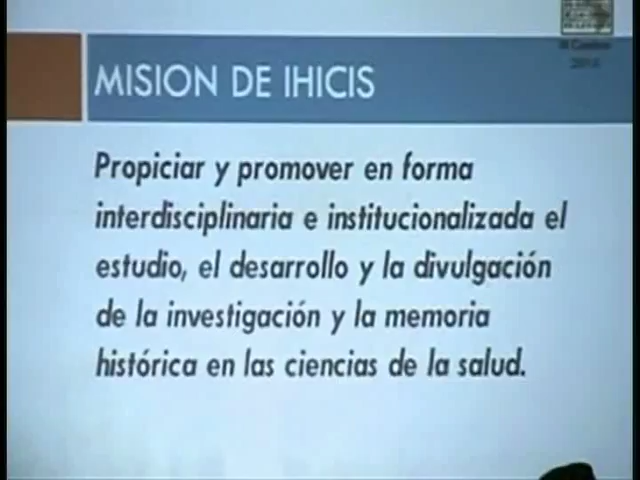 MISION DE IHICIS
Propiciar y promover en forma
interdisciplinaria e institucionalizada el
estudio, el desarrollo y la divulgación
de la investigación y la memoria
histórica en las ciencias de la salud.